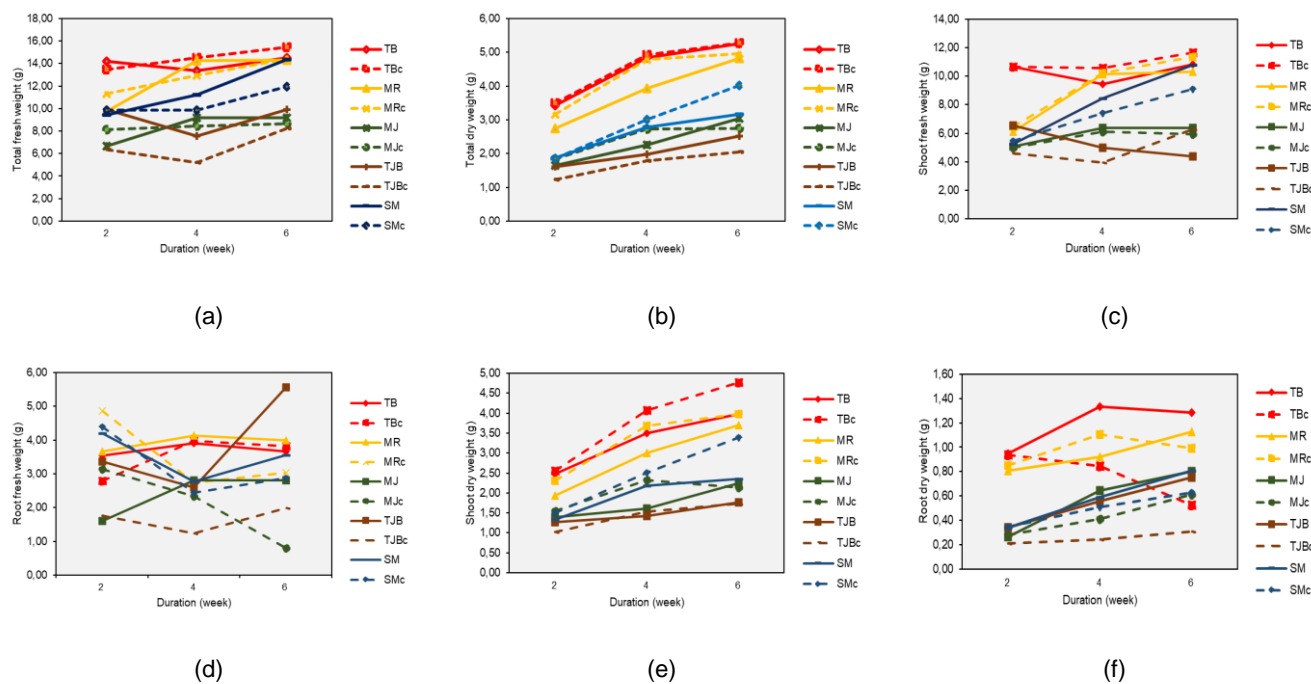 18,00
16,00
14,00
12,00
10,00
8,00
6,00
4,00
2,00
0,00
Total fresh weight (g)
2 4 6
Duration (week)
TB
TBc
MR
MRc
MJ
MJc
TJB
TJBc
SM
SMc
(a)
6,00
5,00
4,00
3,00
2,00
1,00
0,00
Total dry weight (g)
2 4 6
Duration (week)
TB
TBc
MR
MRc
MJ
MJc
TJB
TJBc
SM
SMc
(b)
14,00
12,00
10,00
8,00
6,00
4,00
2,00
0,00
Shoot fresh weight (g)
2 4 6
Duration (week)
TB
TBc
MR
MRc
MJ
MJc
TJB
TJBc
SM
SMc
(c)
6,00
5,00
4,00
3,00
2,00
1,00
0,00
Root fresh weight (g)
2 4 6
Duration (week)
TB
TBc
MR
MRc
MJ
MJc
TJB
TJBc
SM
SMc
(d)
5,00
4,50
4,00
3,50
3,00
2,50
2,00
1,50
1,00
0,50
0,00
Shoot dry weight (g)
2 4 6
Duration (week)
TB
TBc
MR
MRc
MJ
MJc
TJB
TJBc
SM
SMc
(e)
1,60
1,40
1,20
1,00
0,80
0,60
0,40
0,20
0,00
Root dry weight (g)
2 4 6
Duration (week)
TB
TBc
MR
MRc
MJ
MJc
TJB
TJBc
SM
SMc
(f)